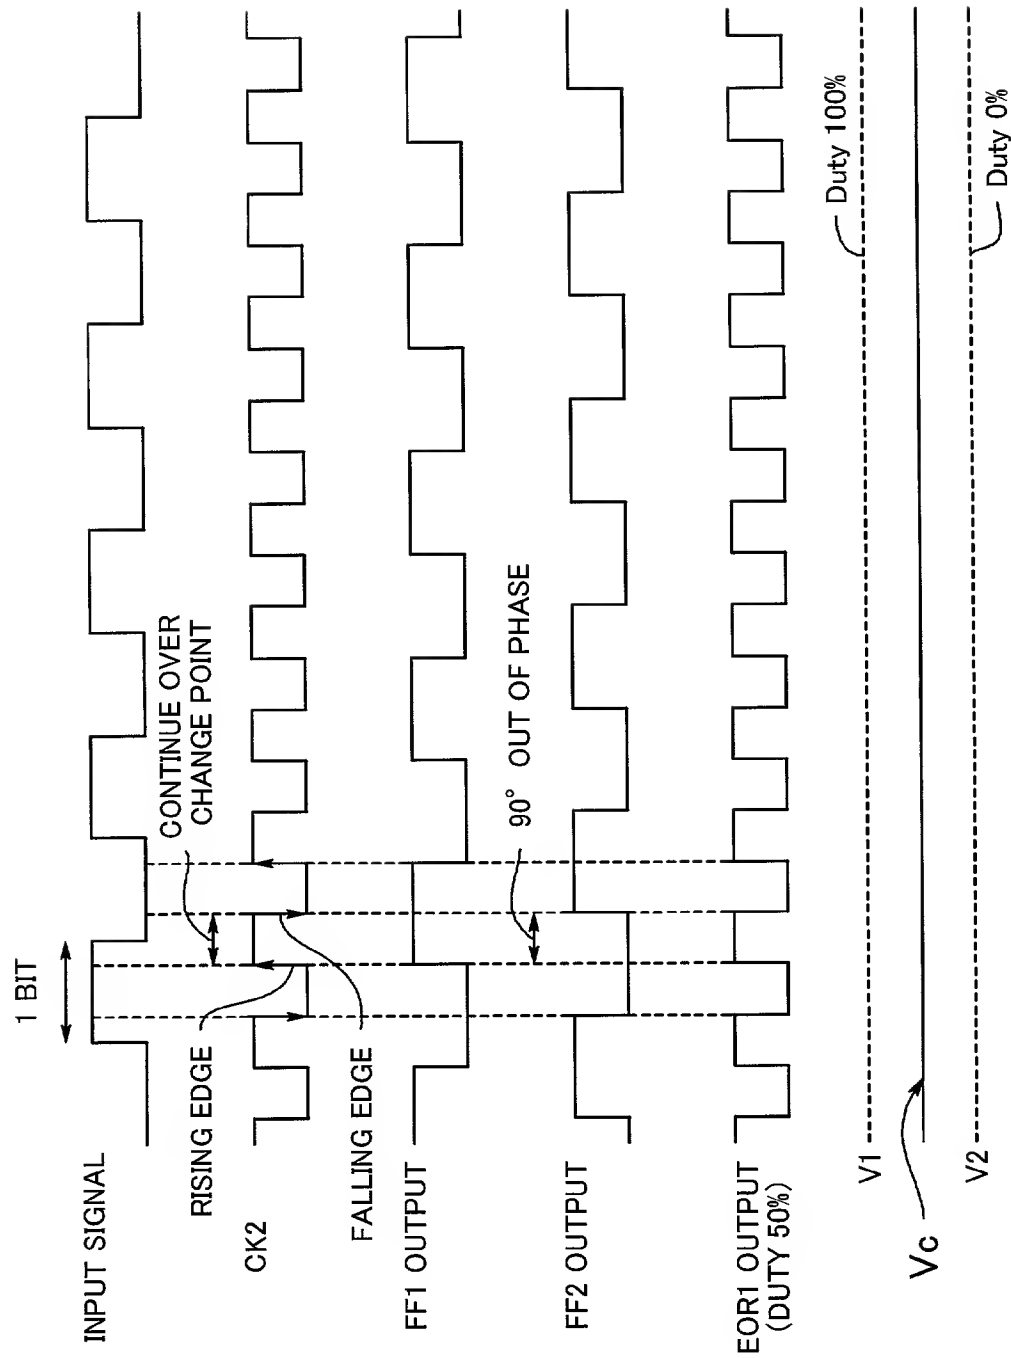 1 BIT
INPUT SIGNAL
CONTINUE OVER
CHANGE POINT
RISING EDGE
CK2
FALLING EDGE
FF1 OUTPUT
90° OUT OF PHASE
FF2 OUTPUT
EOR1 OUTPUT
(DUTY 50%)
Duty 100%
V1
Vc
V2
Duty 0%